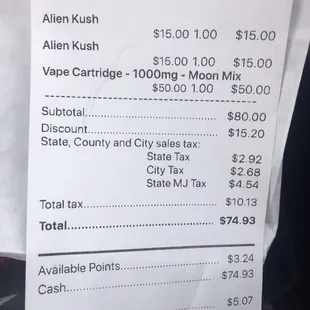 Alien Kush
$15.00 1.00 $15.00
Alien Kush
$15.00 1.00 $15.00
Vape Cartridge - 1000mg - Moon Mix
$50.00 1.00 $50.00
Subtotal $80.00
Discount $15.20
State, County and City sales tax:
State Tax $2.92
City Tax $2.68
State MJ Tax $4.54
Total tax $10.13
Total $74.93
Available Points $3.24
Cash $74.93
$5.07